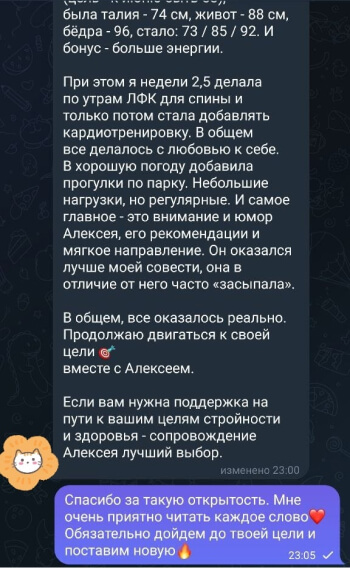 была талия - 74 см, живот - 88 см,
бёдра - 96, стало: 73 / 85 / 92. И
бонус - больше энергии.
При этом я недели 2,5 делала
по утрам ЛФК для спины и
только потом стала добавлять
кардиотренировку. В общем
все делалось с любовью к себе.
В хорошую погоду добавила
прогулки по парку. Небольшие
нагрузки, но регулярные. И самое
главное - это внимание и юмор
Алексея, его рекомендации и
мягкое направление. Он оказался
лучше моей совести, она в
отличие от него часто «засыпала».
В общем, все оказалось реально.
Продолжаю двигаться к своей
цели 🎯
вместе с Алексеем.
Если вам нужна поддержка на
пути к вашим целям стройности
и здоровья - сопровождение
Алексея лучший выбор.
изменено 23:00
Спасибо за такую открытость. Мне
очень приятно читать каждое слово❤️
Обязательно дойдем до твоей цели и
поставим новую🔥
23:05